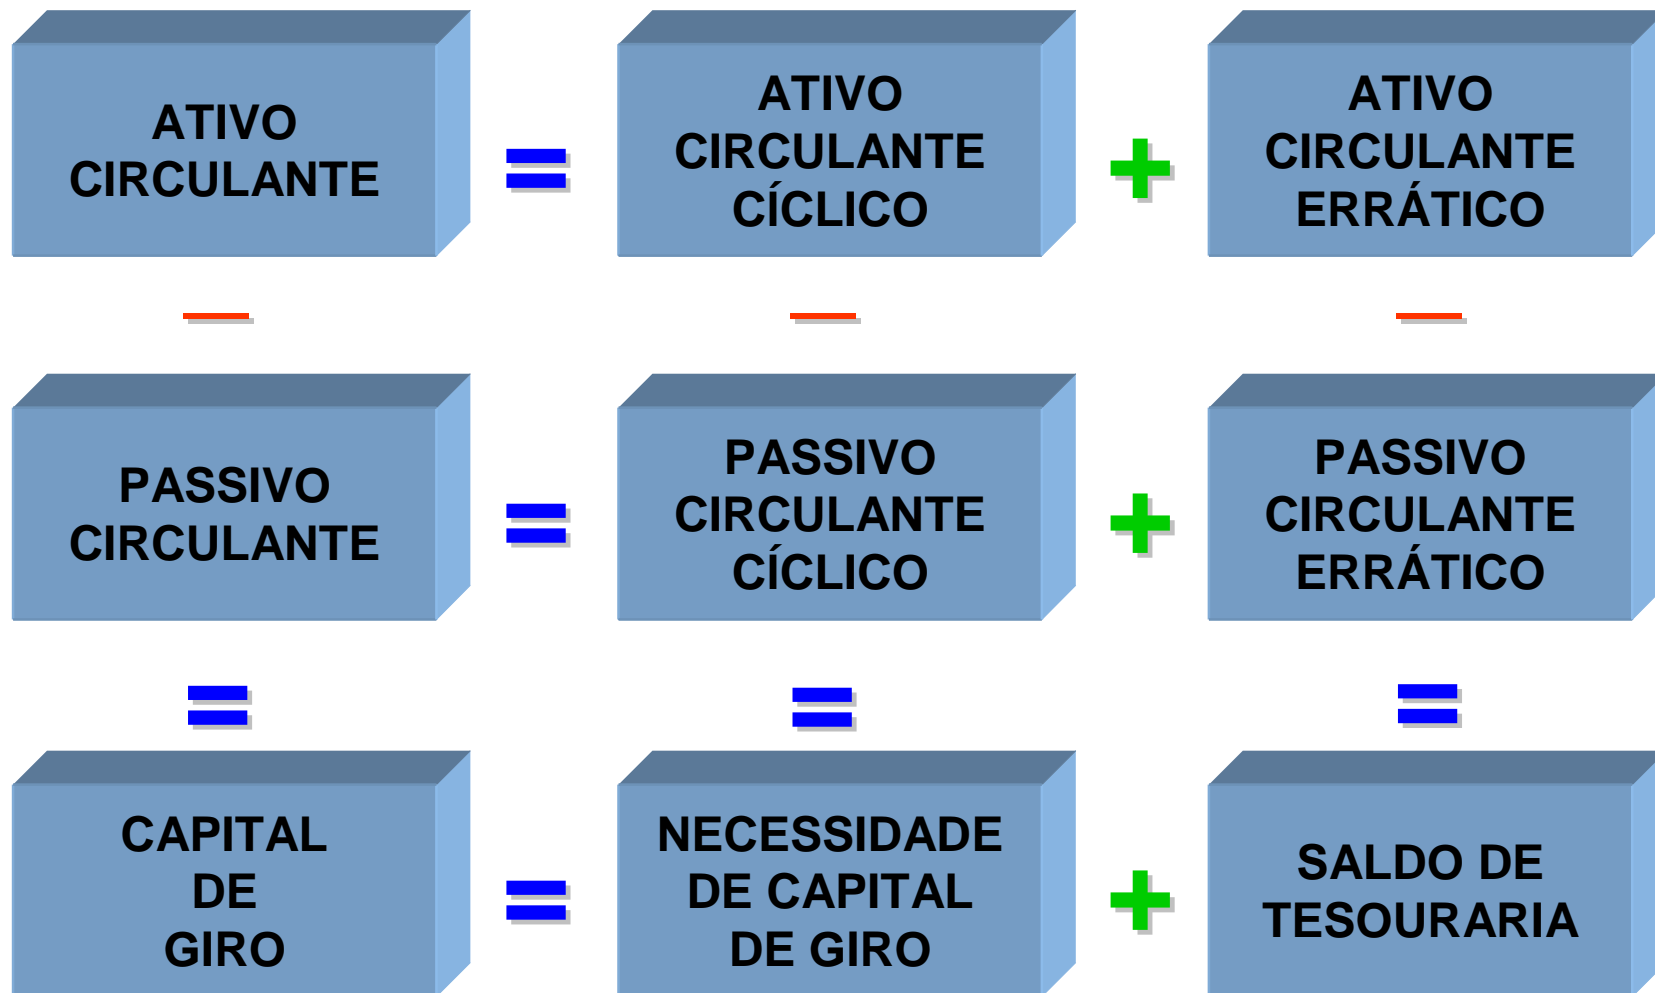 ATIVO
CIRCULANTE
=
ATIVO
CIRCULANTE
CÍCLICO
+
ATIVO
CIRCULANTE
ERRÁTICO
—
—
—
PASSIVO
CIRCULANTE
=
PASSIVO
CIRCULANTE
CÍCLICO
+
PASSIVO
CIRCULANTE
ERRÁTICO
=
=
=
CAPITAL
DE
GIRO
=
NECESSIDADE
DE CAPITAL
DE GIRO
+
SALDO DE
TESOURARIA